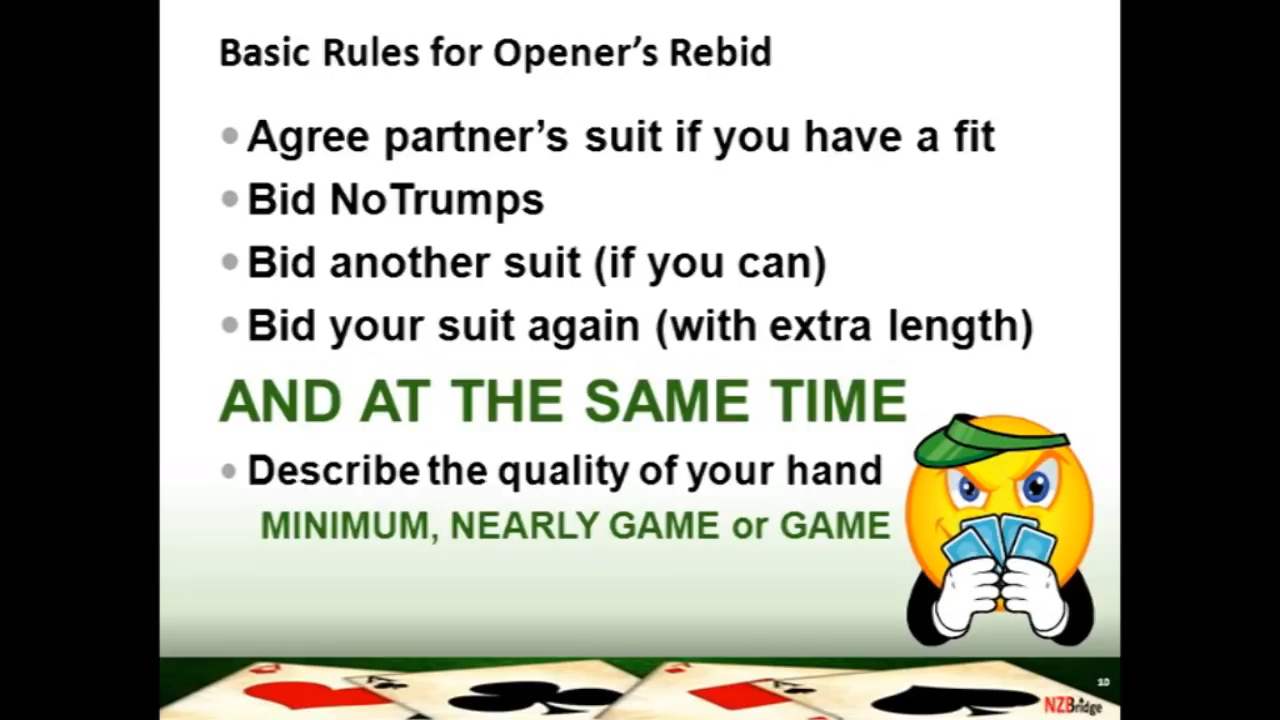 Basic Rules for Opener's Rebid
Agree partner's suit if you have a fit
Bid NoTrumps
Bid another suit (if you can)
Bid your suit again (with extra length)
AND AT THE SAME TIME
Describe the quality of your hand
MINIMUM, NEARLY GAME or GAME
10
NZBridge